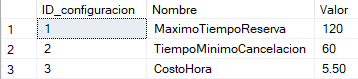 ID_configuracion Nombre Valor
1 1 MaximoTiempoReserva 120
2 2 TiempoMinimoCancelacion 60
3 3 CostoHora 5.50